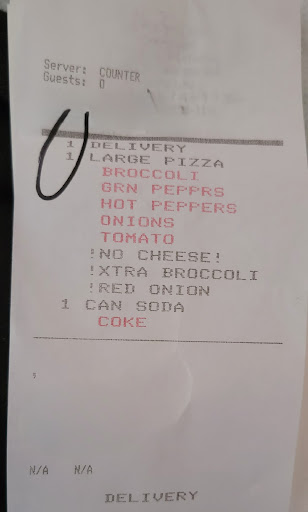 Server: COUNTER
Guests: 0
1 DELIVERY
1 LARGE PIZZA
BROCCOLI
GRN PEPPRS
HOT PEPPERS
ONIONS
TOMATO
!NO CHEESE!
!XTRA BROCCOLI
!RED ONION
1 CAN SODA
COKE
N/A N/A
DELIVERY